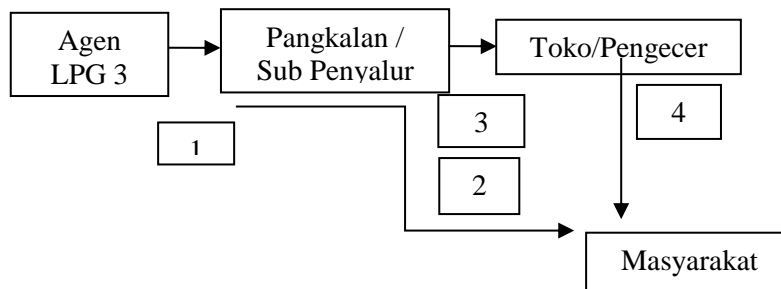 Agen
LPG 3
Pangkalan /
Sub Penyalur
Toko/Pengecer
1
3
4
2
Masyarakat